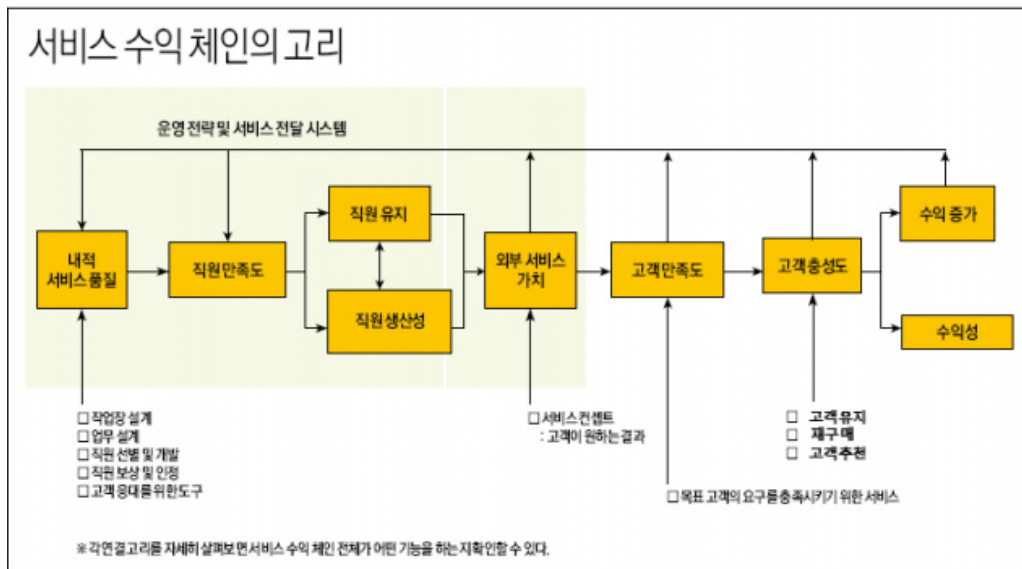 서비스 수익 체인의 고리
운영 전략 및 서비스 전달 시스템
내적
서비스 품질
직원 만족도
직원 유지
직원 생산성
외부 서비스
가치
고객 만족도
고객 충성도
수익 증가
수익성
□ 작업장 설계
□ 업무 설계
□ 직원 선별 및 개발
□ 직원 보상 및 인정
□ 고객 응대를 위한 도구
□ 서비스 컨셉트
: 고객이 원하는 결과
□ 고객 유지
□ 재구매
□ 고객 추천
□ 목표 고객의 요구를 충족시키기 위한 서비스
※ 각 연결고리를 자세히 살펴보면 서비스 수익 체인 전체가 어떤 기능을 하는지 확인할 수 있다.